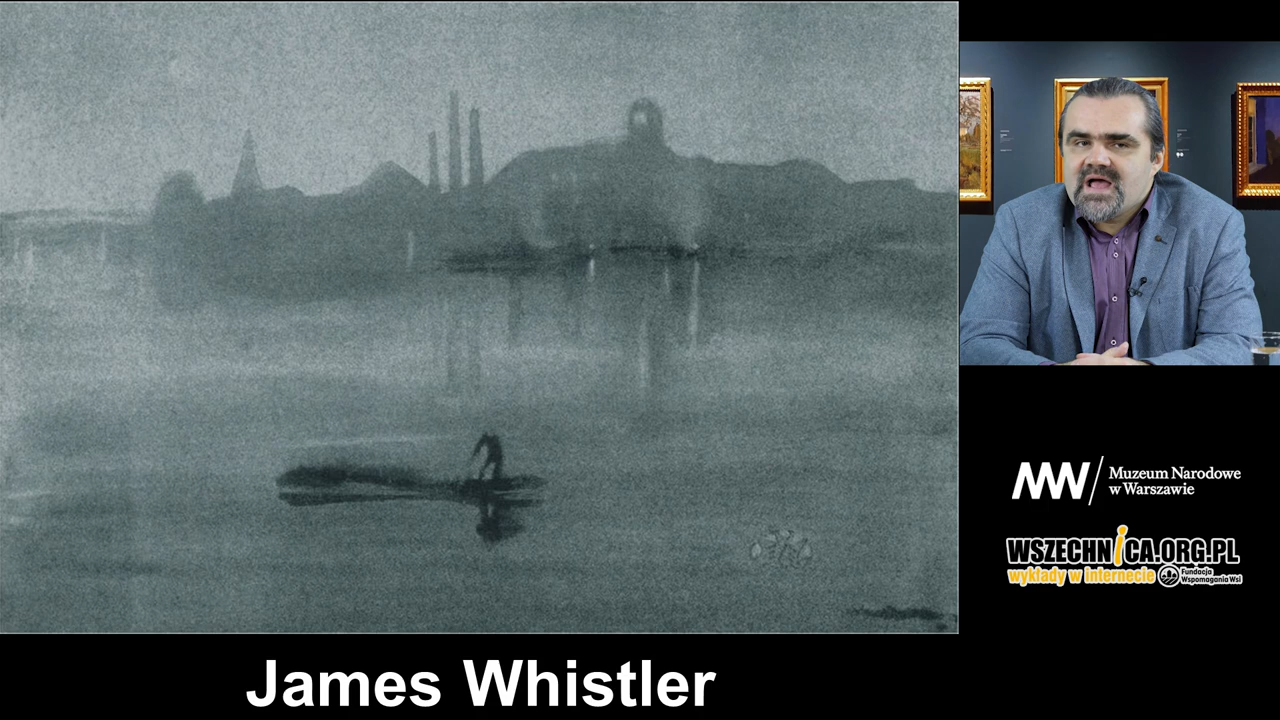 Muzeum Narodowe
w Warszawie
WSZECHNiCA.ORG.PL
wykłady w internecie
Fundacja
Wspomagania Wsi
James Whistler